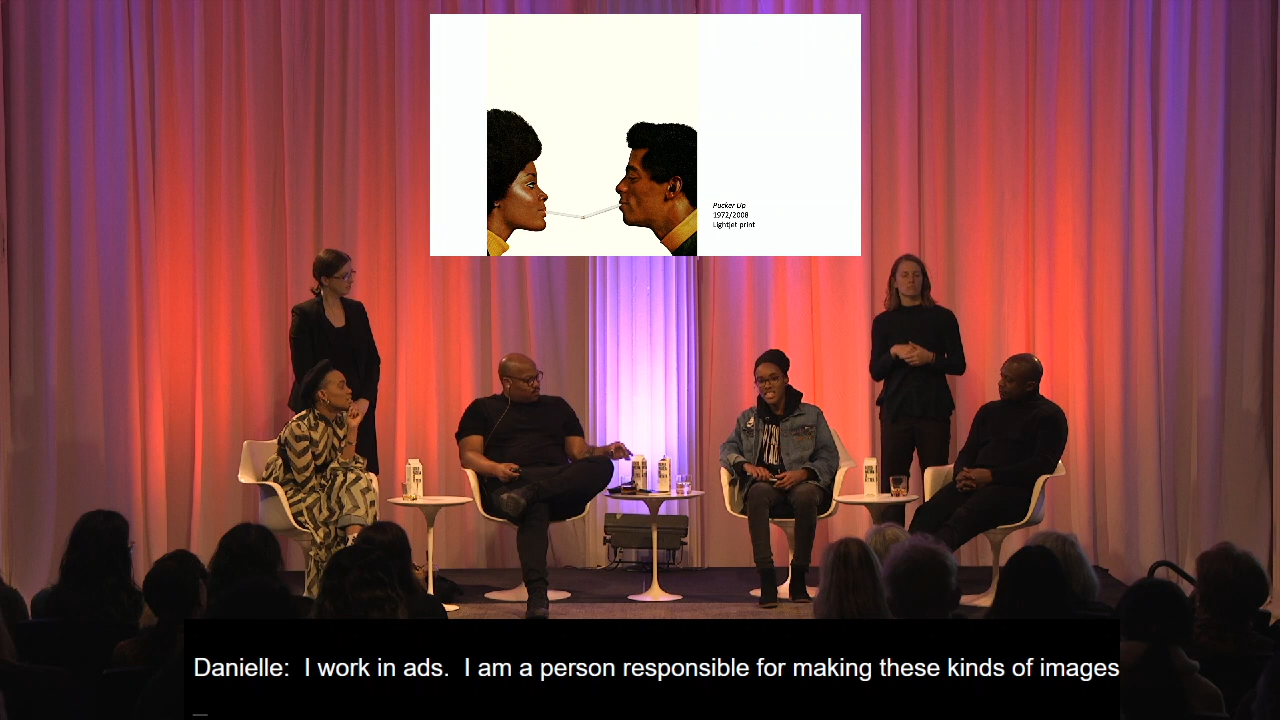 Pucker Up
1972/2008
Lightjet print
Danielle:  I work in ads.  I am a person responsible for making these kinds of images